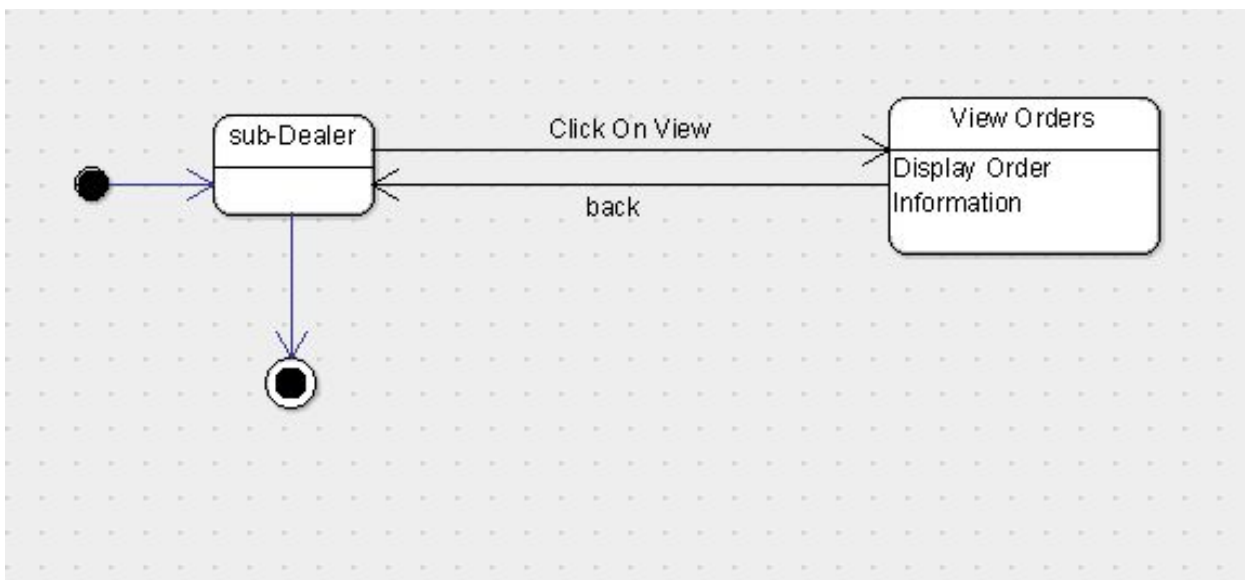 sub-Dealer
Click On View
back
View Orders
Display Order
Information